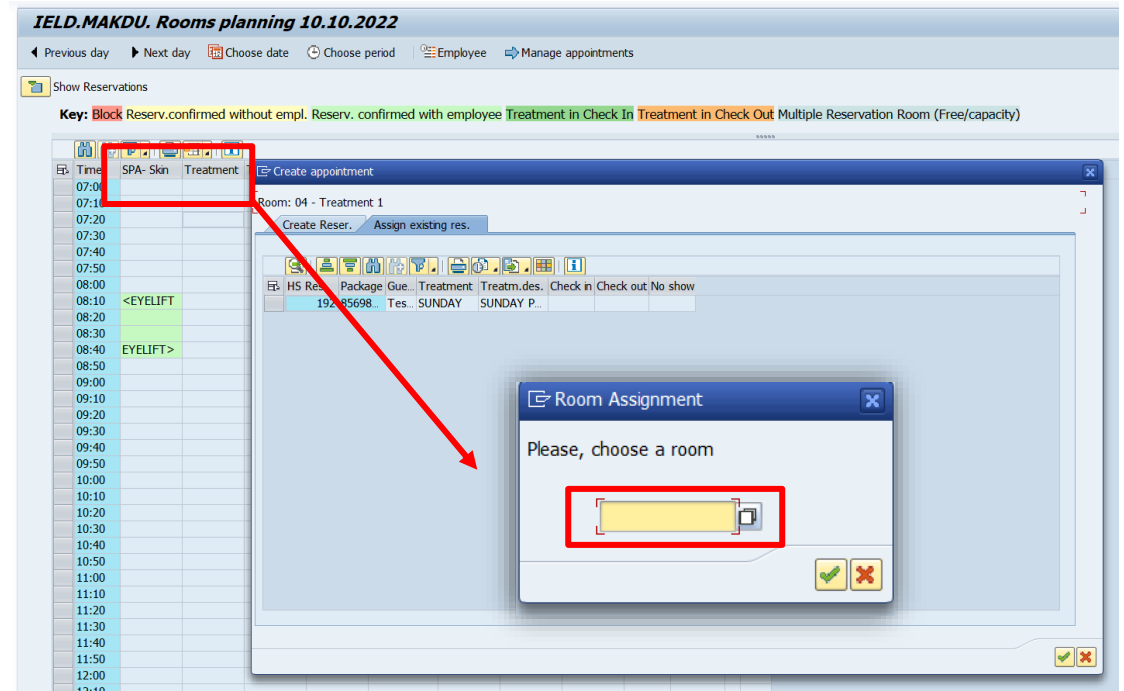 IELD.MAKDU. Rooms planning 10.10.2022
Previous day Next day Choose date Choose period Employee Manage appointments
Show Reservations
Key: Block Reserv.confirmed without empl. Reserv. confirmed with employee Treatment in Check In Treatment in Check Out Multiple Reservation Room (Free/capacity)
Time SPA- Skin Treatment
Create appointment
Room: 04 - Treatment 1
Create Reser. Assign existing res.
HS Res Package Gue... Treatment Treatm.des. Check in Check out No show
192 85698... Tes... SUNDAY SUNDAY P...
Room Assignment
Please, choose a room
07:00
07:10
07:20
07:30
07:40
07:50
08:00
08:10 <EYELIFT
08:20
08:30
08:40 EYELIFT>
08:50
09:00
09:10
09:20
09:30
09:40
09:50
10:00
10:10
10:20
10:30
10:40
10:50
11:00
11:10
11:20
11:30
11:40
11:50
12:00
12:10